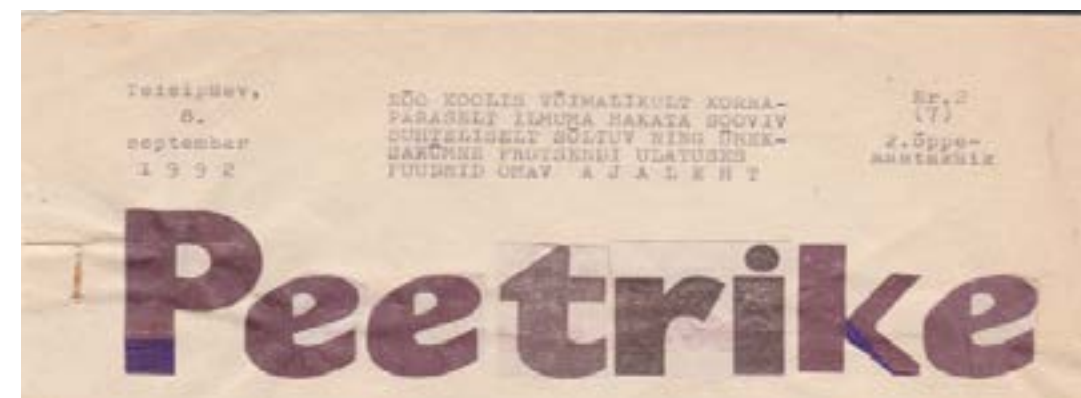 Teisipäev,
8.
september
1 9 9 2
KÕO KOOLIS VÕIMALIKULT KORRA-
PÄRASELT ILMUMA HAKATA SOOVIV
SUHTELISELT SÕLTUV NING ÜHEK-
SAKÜMNE PROTSENDI ULATUSES
PUUDEID OMAV A J A L E H T
Nr.2
(7)
2.õppe-
aastakäik
Peetrike